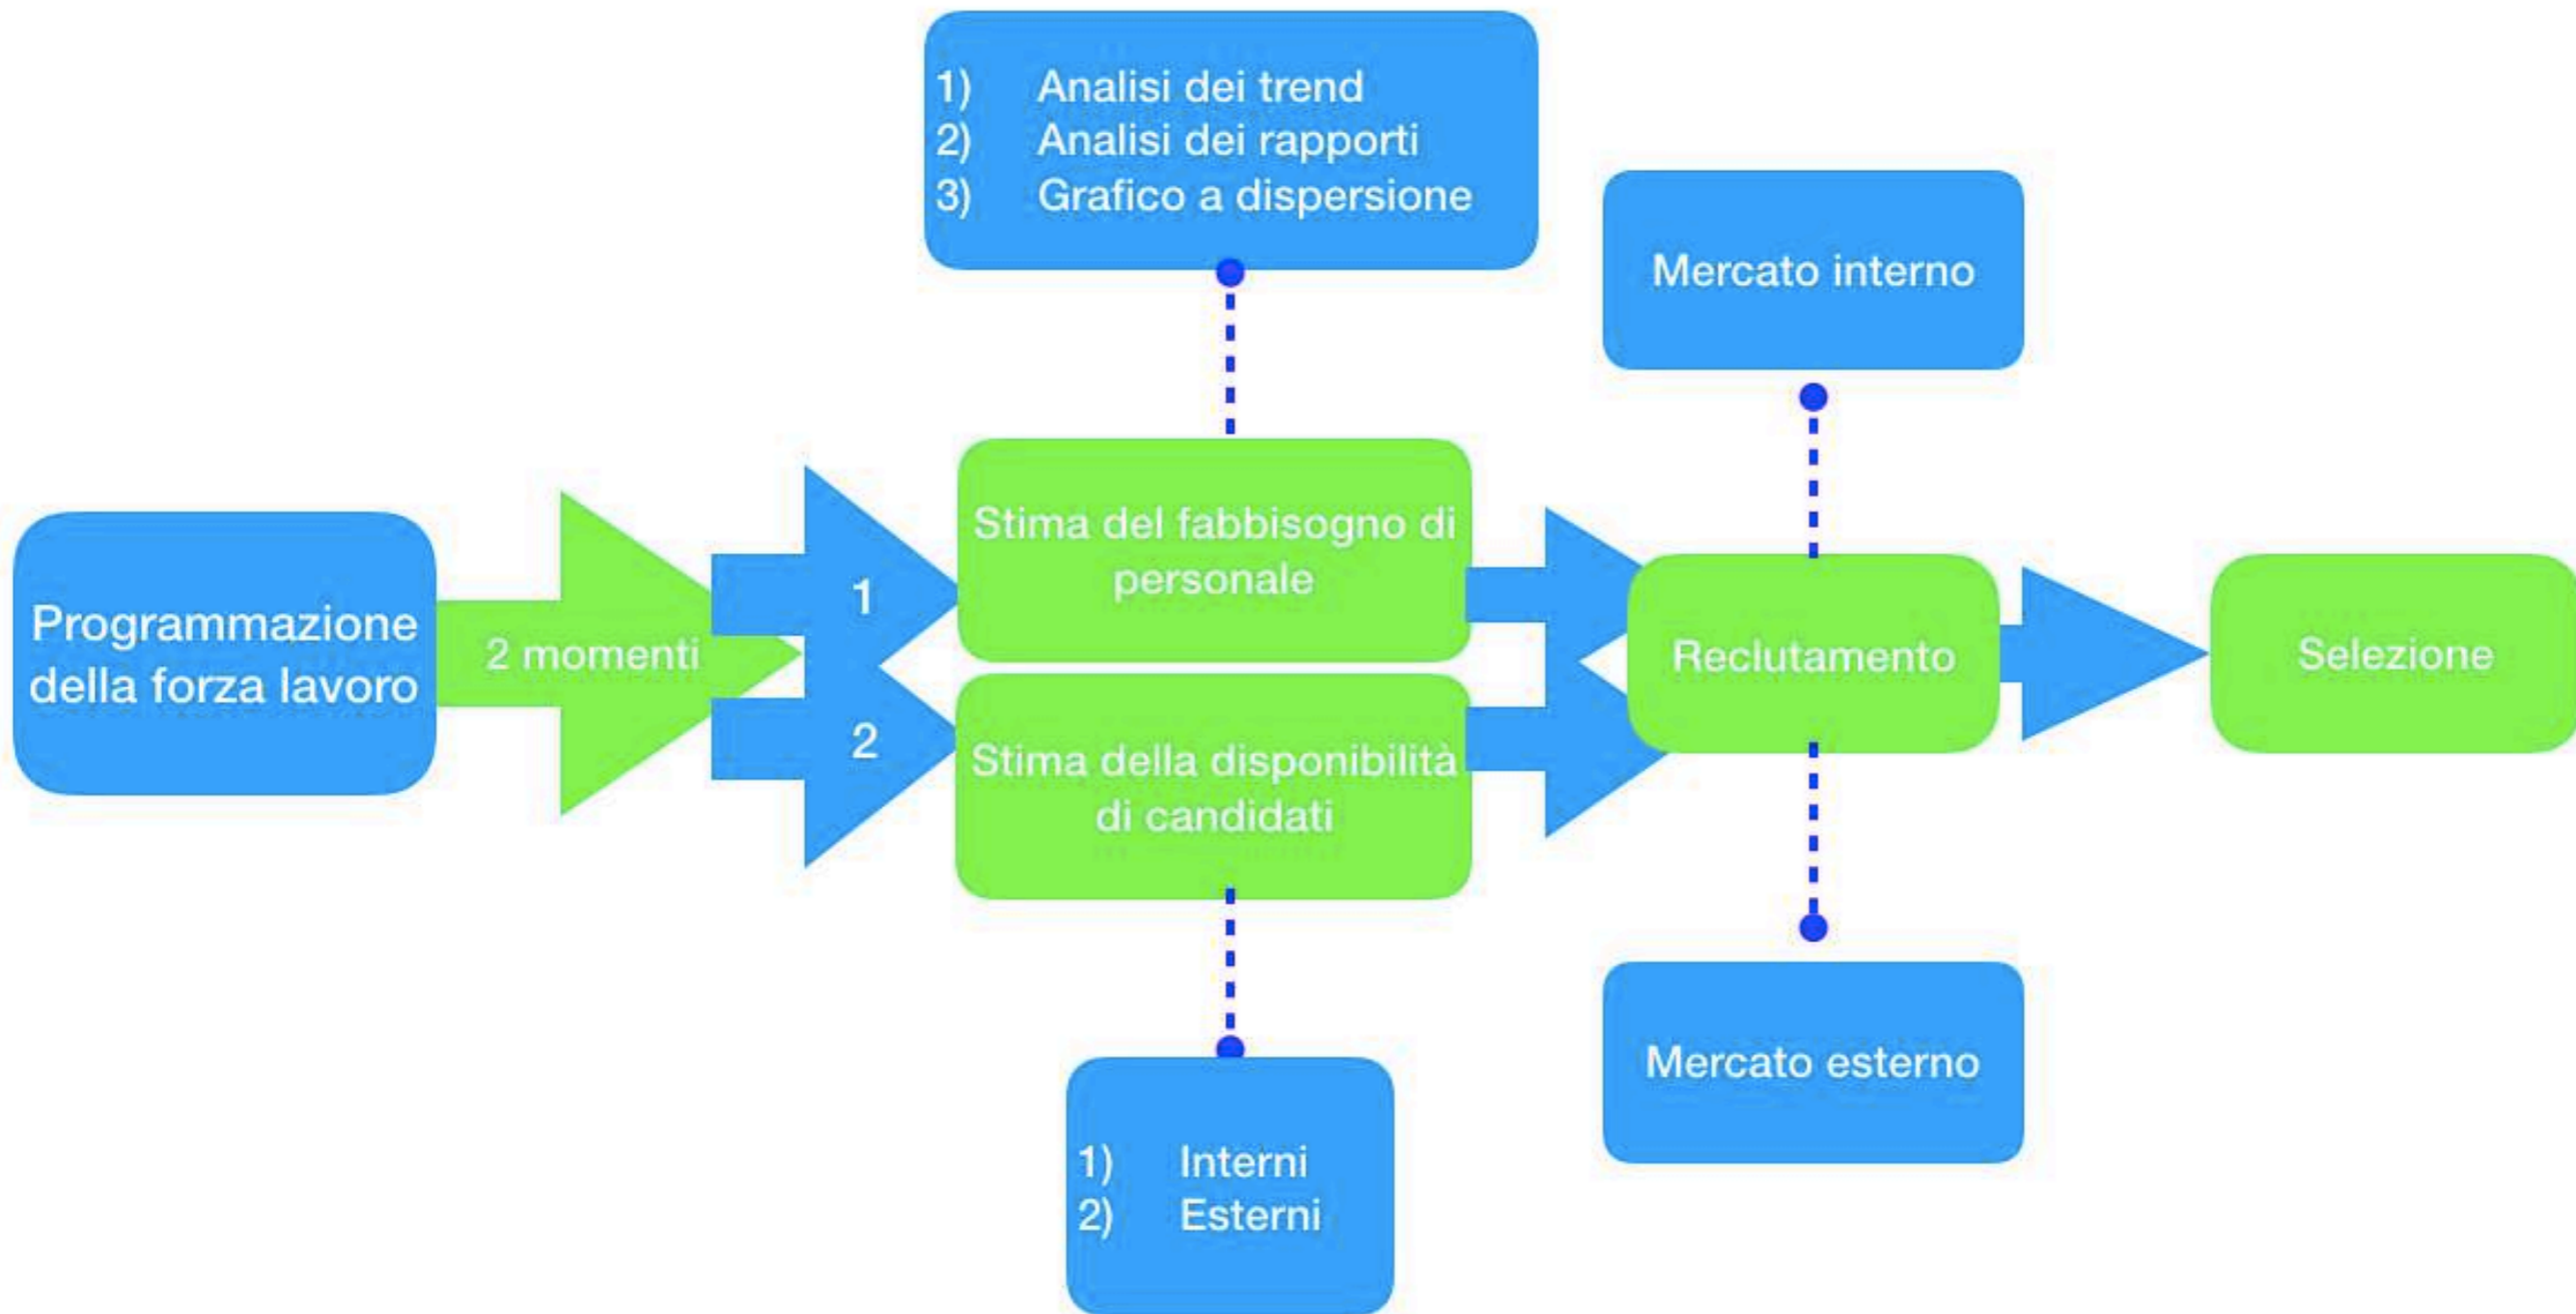 1) Analisi dei trend
2) Analisi dei rapporti
3) Grafico a dispersione
Mercato interno
Programmazione
della forza lavoro
2 momenti
1
2
Stima del fabbisogno di
personale
Stima della disponibilità
di candidati
Reclutamento
Selezione
1) Interni
2) Esterni
Mercato esterno